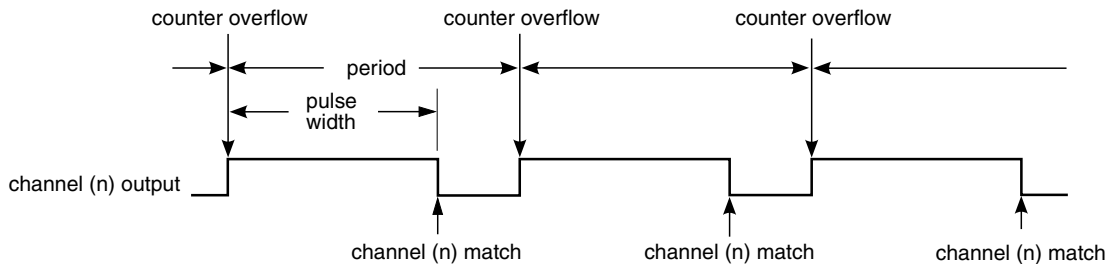 counter overflow
counter overflow
counter overflow
period
pulse
width
channel (n) output
channel (n) match
channel (n) match
channel (n) match